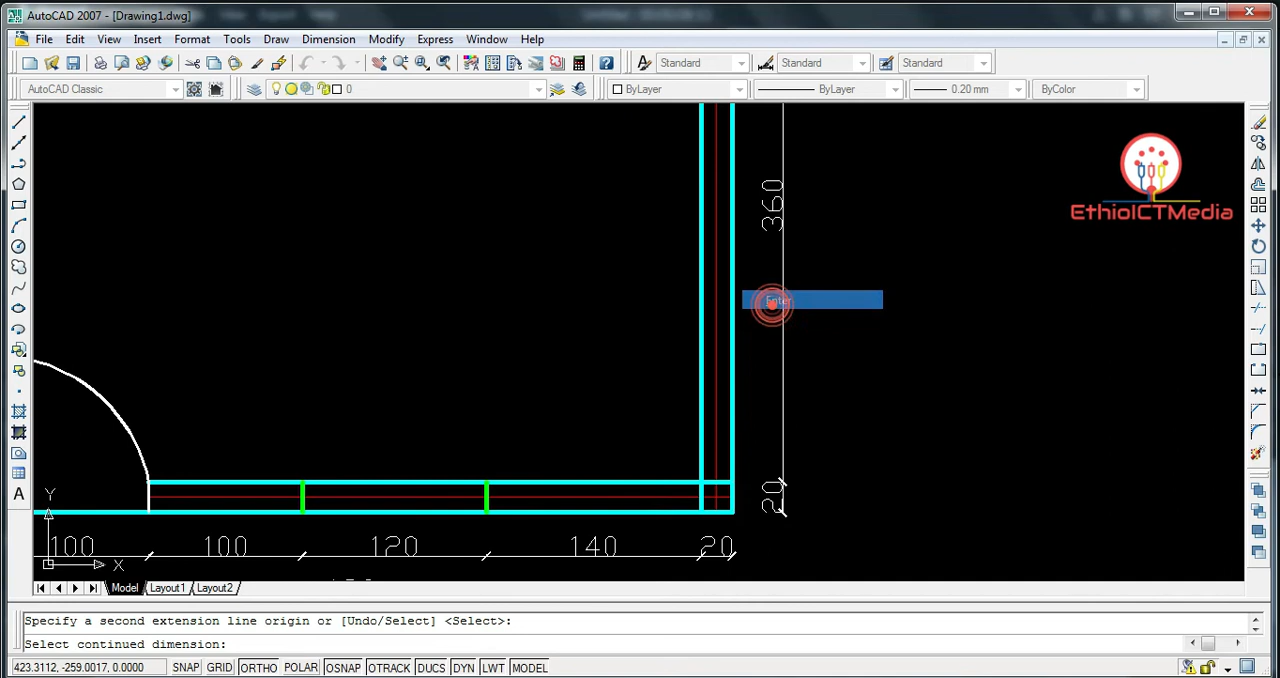 AutoCAD 2007 - [Drawing1.dwg]
File Edit View Insert Format Tools Draw Dimension Modify Express Window Help
Standard Standard Standard
AutoCAD Classic 0 ByLayer ByLayer 0.20 mm ByColor
EthioICTMedia
360
Enter
20
Y
X
100 100 120 140 20
Model Layout1 Layout2
Specify a second extension line origin or [Undo/Select] <Select>:
Select continued dimension:
423.3112, -259.0017, 0.0000 SNAP GRID ORTHO POLAR OSNAP OTRACK DUCS DYN LWT MODEL